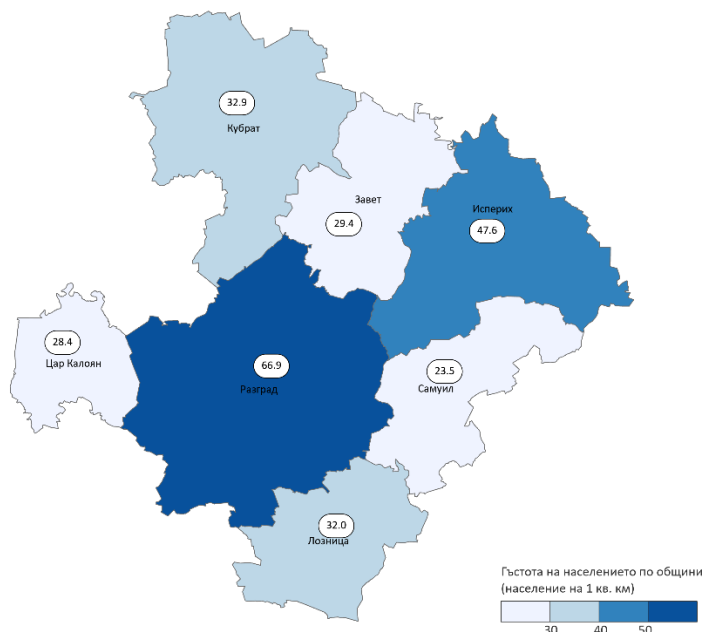 32.9
Кубрат
Завет
29.4
Исперих
47.6
28.4
Цар Калоян
66.9
Разград
23.5
Самуил
32.0
Лозница
Гъстота на населението по общини
(население на 1 кв. км)
30 40 50